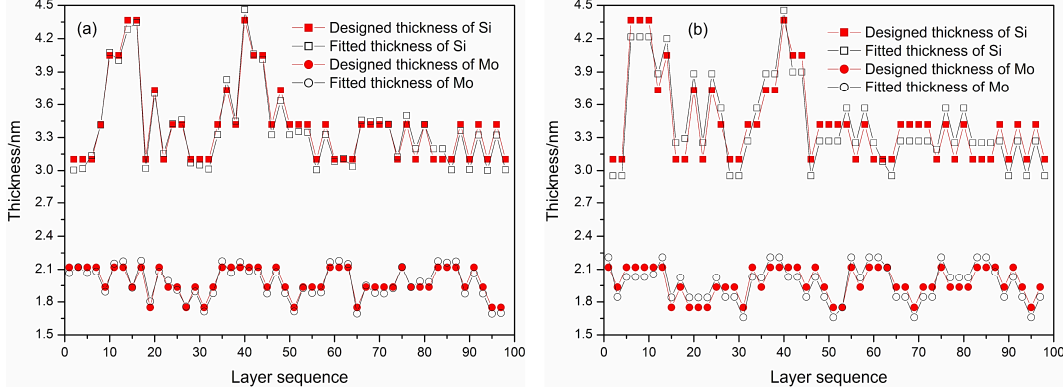 (a)
Designed thickness of Si
Fitted thickness of Si
Designed thickness of Mo
Fitted thickness of Mo
Thickness/nm
4.5
4.2
3.9
3.6
3.3
3.0
2.7
2.4
2.1
1.8
1.5
0 10 20 30 40 50 60 70 80 90 100
Layer sequence
(b)
Designed thickness of Si
Fitted thickness of Si
Designed thickness of Mo
Fitted thickness of Mo
Thickness/nm
4.5
4.2
3.9
3.6
3.3
3.0
2.7
2.4
2.1
1.8
1.5
0 10 20 30 40 50 60 70 80 90 100
Layer sequence